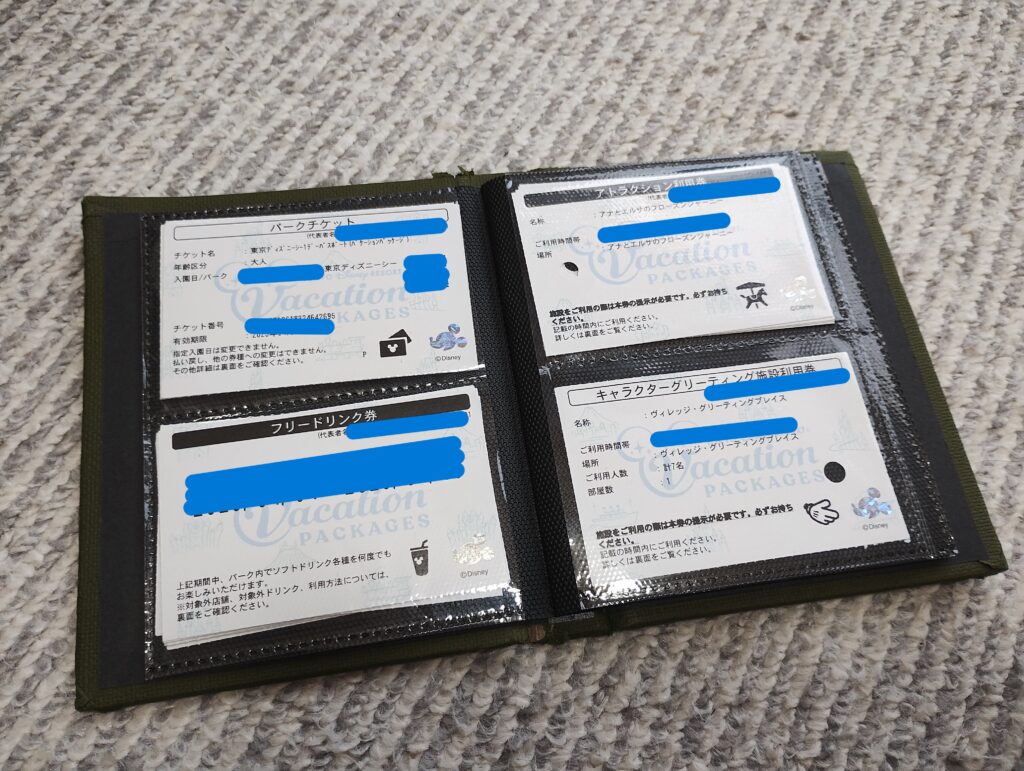 パークチケット
(代表者名
チケット名 : 東京ディズニーシー1デーパスポート(バケーションパッケージ)
年齢区分 : 大人
入園日/パーク 東京ディズニーシー
Vacation
PACKAGES
チケット番号
有効期限
指定入園日は変更できません。
払い戻し、他の券種への変更はできません。
その他詳細は裏面をご確認ください。
P
©Disney
フリードリンク券
(代表者
Vacation
PACKAGES
上記期間中、パーク内でソフトドリンク各種を何度でも
お楽しみいただけます。
※対象外店舗、対象外ドリンク、利用方法については、
裏面をご確認ください。
©Disney
アトラクション利用券
(代表者
名称 : アナとエルサのフローズンジャーニー
ご利用時間帯
場所 : アナとエルサのフローズンジャーニー
Vacation
PACKAGES
施設をご利用の際は本券の提示が必要です。必ずお持ち
ください。
記載の時間内にご利用ください。
詳しくは裏面をご覧ください。
©Disney
キャラクターグリーティング施設利用券
名称 : ヴィレッジ・グリーティングプレイス
ご利用時間帯
場所 : ヴィレッジ・グリーティングプレイス
ご利用人数 : 計7名
部屋数 : 1
Vacation
PACKAGES
施設をご利用の際は本券の提示が必要です。必ずお持ち
ください。
記載の時間内にご利用ください。
詳しくは裏面をご覧ください。
©Disney